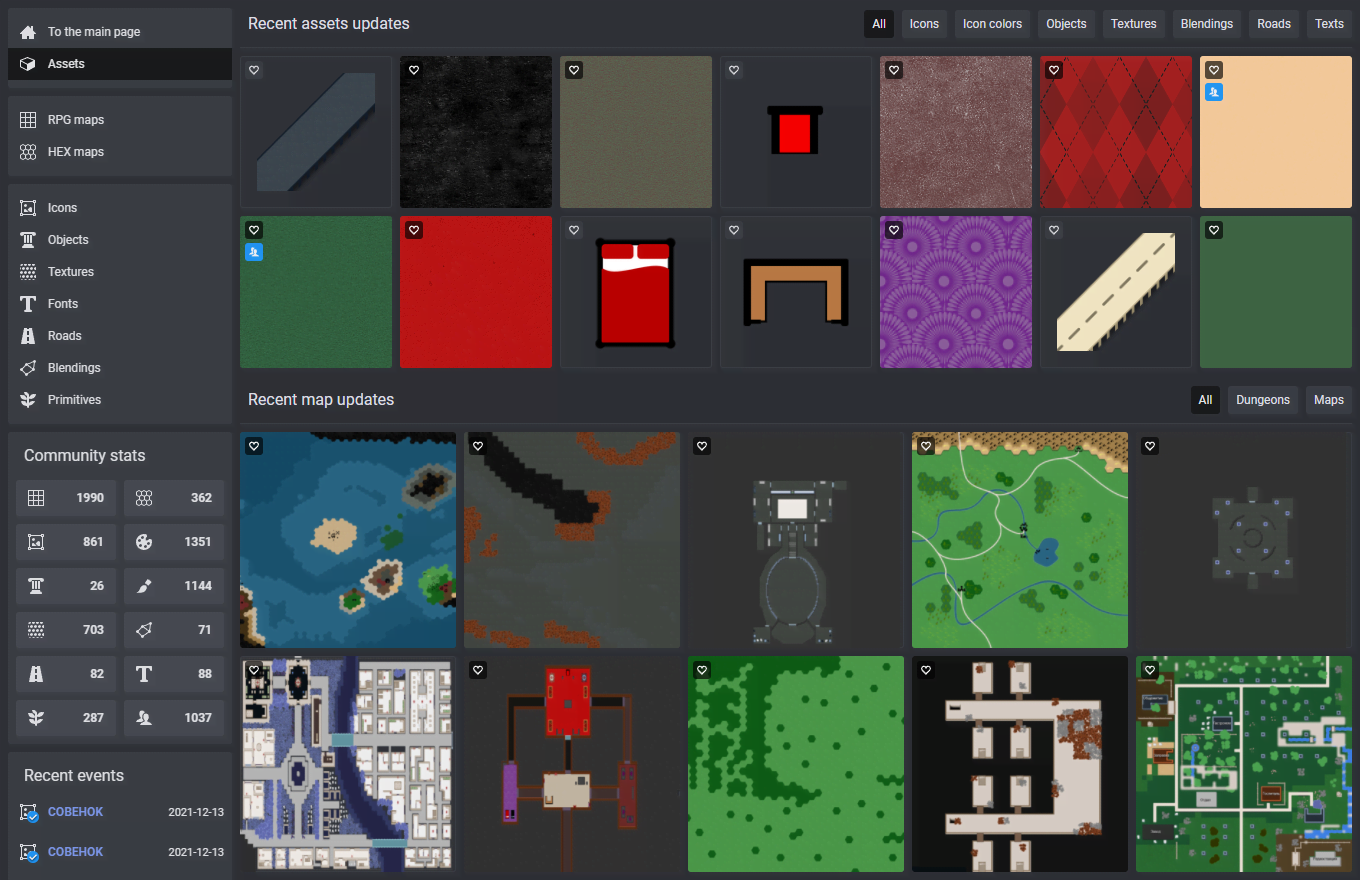 To the main page
Assets
RPG maps
HEX maps
Icons
Objects
Textures
Fonts
Roads
Blendings
Primitives
Community stats
1990 362
861 1351
26 1144
703 71
82 88
287 1037
Recent events
COBEHOK 2021-12-13
COBEHOK 2021-12-13
Recent assets updates
All Icons Icon colors Objects Textures Blendings Roads Texts
Recent map updates
All Dungeons Maps